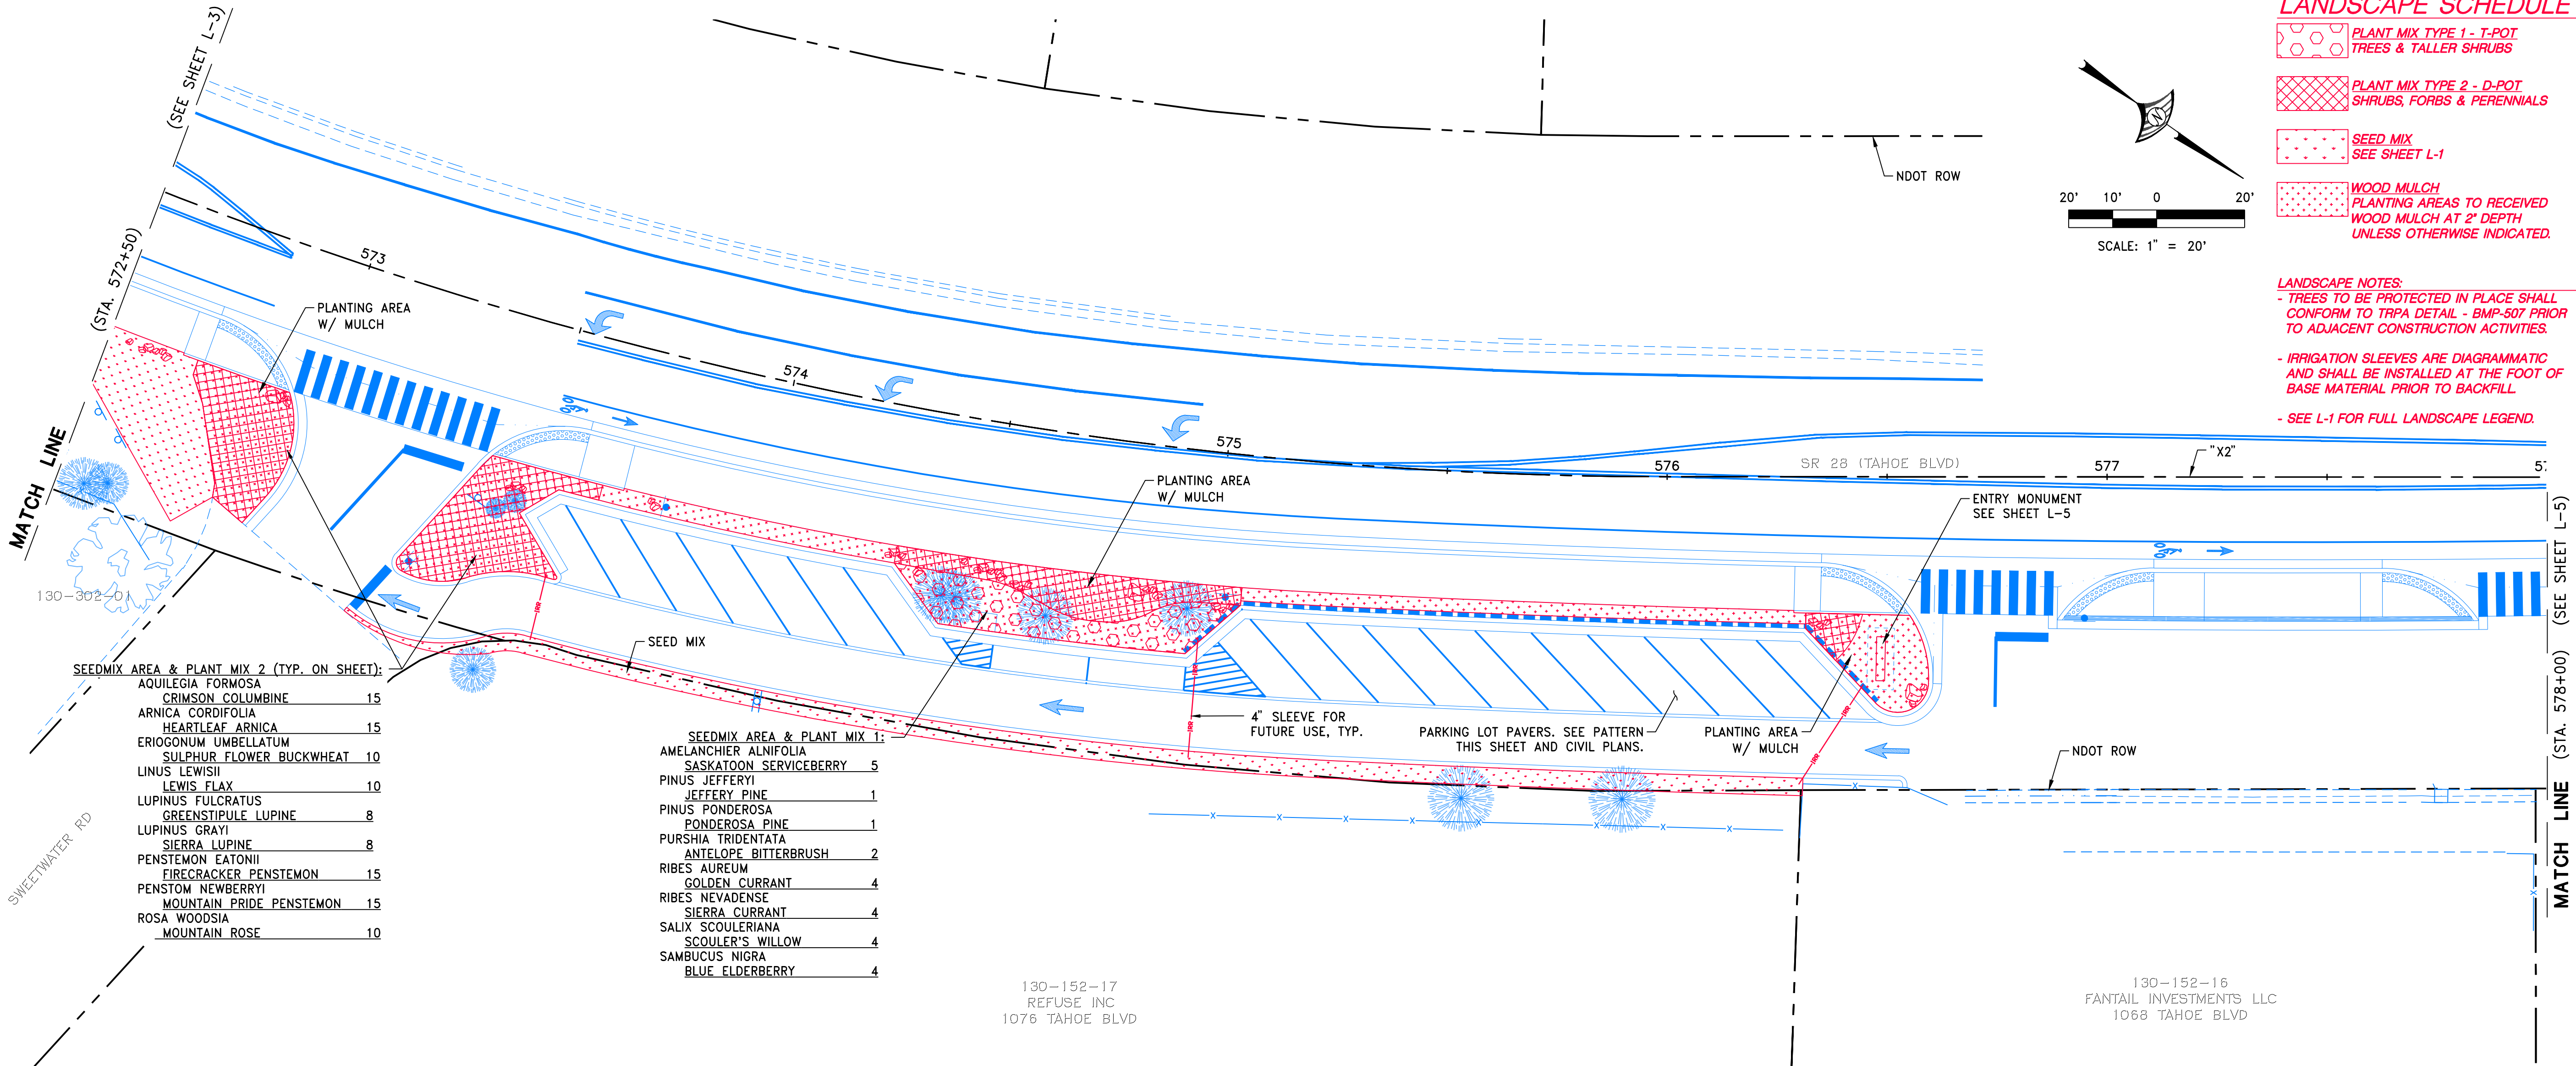 LANDSCAPE SCHEDULE
PLANT MIX TYPE 1 - T-POT
TREES & TALLER SHRUBS
PLANT MIX TYPE 2 - D-POT
SHRUBS, FORBS & PERENNIALS
SEED MIX
SEE SHEET L-1
WOOD MULCH
PLANTING AREAS TO RECEIVED
WOOD MULCH AT 2" DEPTH
UNLESS OTHERWISE INDICATED.
LANDSCAPE NOTES:
- TREES TO BE PROTECTED IN PLACE SHALL
CONFORM TO TRPA DETAIL - BMP-507 PRIOR
TO ADJACENT CONSTRUCTION ACTIVITIES.
- IRRIGATION SLEEVES ARE DIAGRAMMATIC
AND SHALL BE INSTALLED AT THE FOOT OF
BASE MATERIAL PRIOR TO BACKFILL.
- SEE L-1 FOR FULL LANDSCAPE LEGEND.
N
20' 10' 0 20'
SCALE: 1" = 20'
NDOT ROW
MATCH LINE (STA. 572+50) (SEE SHEET L-3)
573
574
575
576
577
57
SR 28 (TAHOE BLVD)
"X2"
PLANTING AREA
W/ MULCH
PLANTING AREA
W/ MULCH
ENTRY MONUMENT
SEE SHEET L-5
130-302-01
SEED MIX
IRR
IRR
IRR
IRR
4" SLEEVE FOR
FUTURE USE, TYP.
PARKING LOT PAVERS. SEE PATTERN
THIS SHEET AND CIVIL PLANS.
PLANTING AREA
W/ MULCH
NDOT ROW
MATCH LINE (STA. 578+00) (SEE SHEET L-5)
X X X X X X X X X X
X
SWEETWATER RD
SEEDMIX AREA & PLANT MIX 2 (TYP. ON SHEET):
AQUILEGIA FORMOSA
CRIMSON COLUMBINE 15
ARNICA CORDIFOLIA
HEARTLEAF ARNICA 15
ERIOGONUM UMBELLATUM
SULPHUR FLOWER BUCKWHEAT 10
LINUS LEWISII
LEWIS FLAX 10
LUPINUS FULCRATUS
GREENSTIPULE LUPINE 8
LUPINUS GRAYI
SIERRA LUPINE 8
PENSTEMON EATONII
FIRECRACKER PENSTEMON 15
PENSTOM NEWBERRYI
MOUNTAIN PRIDE PENSTEMON 15
ROSA WOODSIA
MOUNTAIN ROSE 10
SEEDMIX AREA & PLANT MIX 1:
AMELANCHIER ALNIFOLIA
SASKATOON SERVICEBERRY 5
PINUS JEFFERYI
JEFFERY PINE 1
PINUS PONDEROSA
PONDEROSA PINE 1
PURSHIA TRIDENTATA
ANTELOPE BITTERBRUSH 2
RIBES AUREUM
GOLDEN CURRANT 4
RIBES NEVADENSE
SIERRA CURRANT 4
SALIX SCOULERIANA
SCOULER'S WILLOW 4
SAMBUCUS NIGRA
BLUE ELDERBERRY 4
130-152-17
REFUSE INC
1076 TAHOE BLVD
130-152-16
FANTAIL INVESTMENTS LLC
1068 TAHOE BLVD